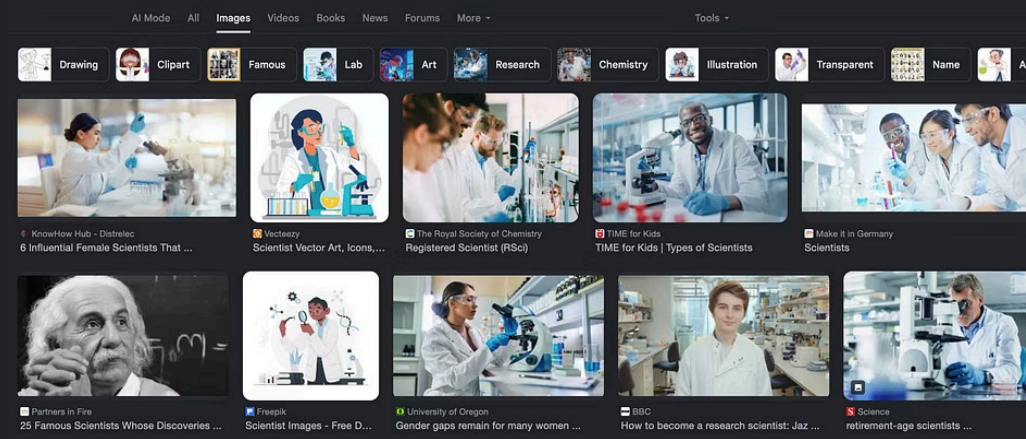 AI Mode All Images Videos Books News Forums More Tools
Drawing Clipart Famous Lab Art Research Chemistry Illustration Transparent Name A
KnowHow Hub - Distrelec
6 Influential Female Scientists That ...
Vecteezy
Scientist Vector Art, Icons,...
The Royal Society of Chemistry
Registered Scientist (RSci)
TIME for Kids
TIME for Kids | Types of Scientists
Make it in Germany
Scientists
Partners in Fire
25 Famous Scientists Whose Discoveries ...
Freepik
Scientist Images - Free D...
University of Oregon
Gender gaps remain for many women ...
BBC
How to become a research scientist: Jaz ...
Science
retirement-age scientists ...